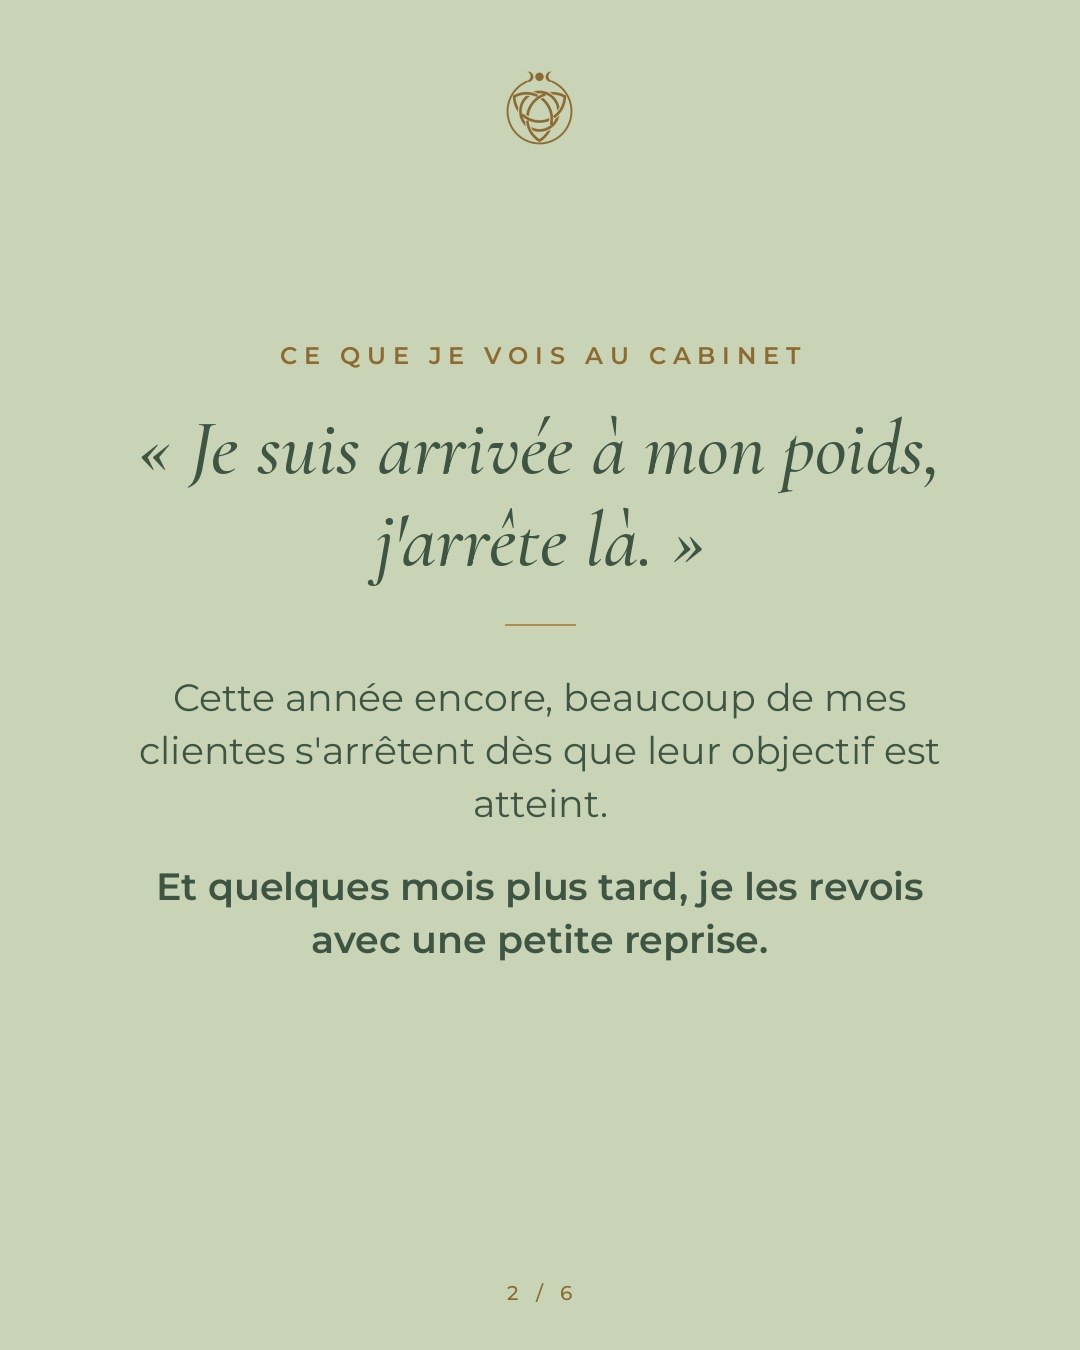 CE QUE JE VOIS AU CABINET
« Je suis arrivée à mon poids,
j'arrête là. »
Cette année encore, beaucoup de mes
clientes s'arrêtent dès que leur objectif est
atteint.
Et quelques mois plus tard, je les revois
avec une petite reprise.
2 / 6